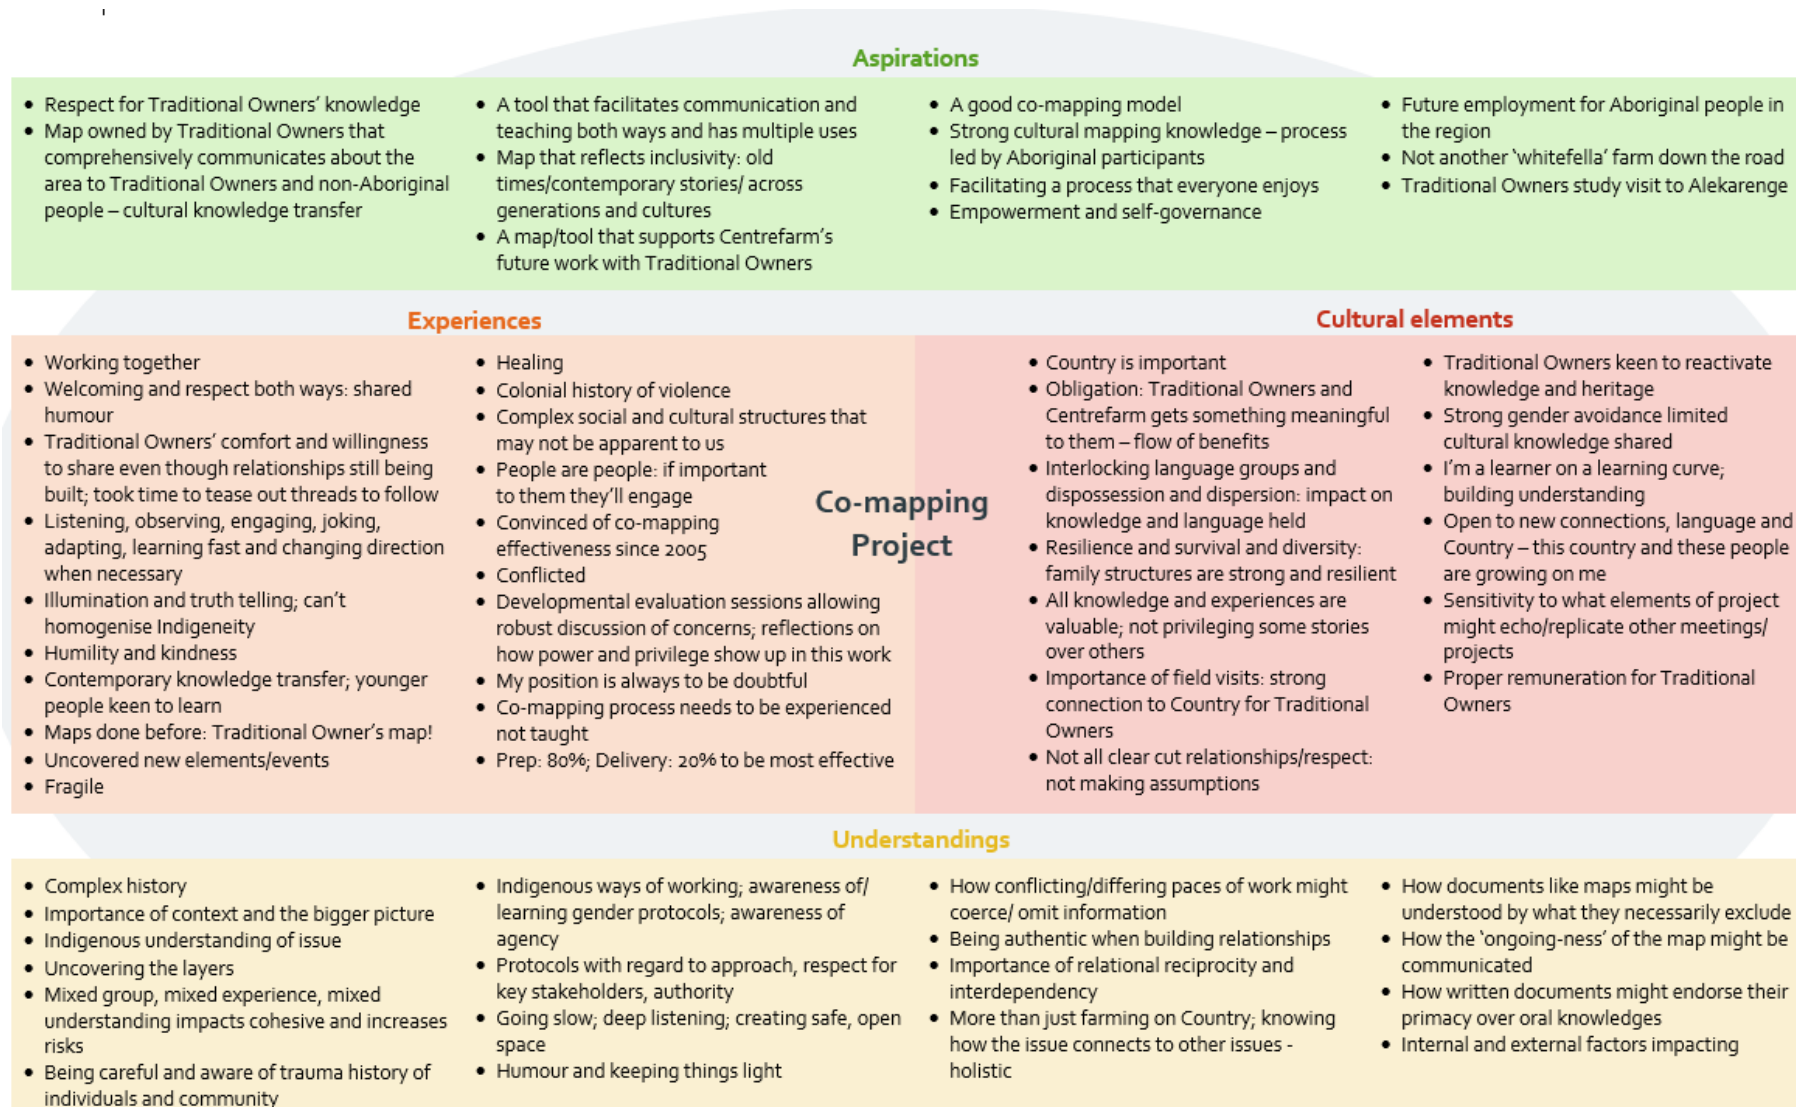 Aspirations
• Respect for Traditional Owners’ knowledge
• Map owned by Traditional Owners that
comprehensively communicates about the
area to Traditional Owners and non-Aboriginal
people – cultural knowledge transfer
• A tool that facilitates communication and
teaching both ways and has multiple uses
• Map that reflects inclusivity: old
times/contemporary stories/ across
generations and cultures
• A map/tool that supports Centrefarm’s
future work with Traditional Owners
• A good co-mapping model
• Strong cultural mapping knowledge – process
led by Aboriginal participants
• Facilitating a process that everyone enjoys
• Empowerment and self-governance
• Future employment for Aboriginal people in
the region
• Not another ‘whitefella’ farm down the road
• Traditional Owners study visit to Alekarenge
Experiences
• Working together
• Welcoming and respect both ways: shared
humour
• Traditional Owners’ comfort and willingness
to share even though relationships still being
built; took time to tease out threads to follow
• Listening, observing, engaging, joking,
adapting, learning fast and changing direction
when necessary
• Illumination and truth telling; can’t
homogenise Indigeneity
• Humility and kindness
• Contemporary knowledge transfer; younger
people keen to learn
• Maps done before: Traditional Owner’s map!
• Uncovered new elements/events
• Fragile
• Healing
• Colonial history of violence
• Complex social and cultural structures that
may not be apparent to us
• People are people: if important
to them they’ll engage
• Convinced of co-mapping
effectiveness since 2005
• Conflicted
• Developmental evaluation sessions allowing
robust discussion of concerns; reflections on
how power and privilege show up in this work
• My position is always to be doubtful
• Co-mapping process needs to be experienced
not taught
• Prep: 80%; Delivery: 20% to be most effective
Co-mapping
Project
Cultural elements
• Country is important
• Obligation: Traditional Owners and
Centrefarm gets something meaningful
to them – flow of benefits
• Interlocking language groups and
dispossession and dispersion: impact on
knowledge and language held
• Resilience and survival and diversity:
family structures are strong and resilient
• All knowledge and experiences are
valuable; not privileging some stories
over others
• Importance of field visits: strong
connection to Country for Traditional
Owners
• Not all clear cut relationships/respect:
not making assumptions
• Traditional Owners keen to reactivate
knowledge and heritage
• Strong gender avoidance limited
cultural knowledge shared
• I’m a learner on a learning curve;
building understanding
• Open to new connections, language and
Country – this country and these people
are growing on me
• Sensitivity to what elements of project
might echo/replicate other meetings/
projects
• Proper remuneration for Traditional
Owners
Understandings
• Complex history
• Importance of context and the bigger picture
• Indigenous understanding of issue
• Uncovering the layers
• Mixed group, mixed experience, mixed
understanding impacts cohesive and increases
risks
• Being careful and aware of trauma history of
individuals and community
• Indigenous ways of working; awareness of/
learning gender protocols; awareness of
agency
• Protocols with regard to approach, respect for
key stakeholders, authority
• Going slow; deep listening; creating safe, open
space
• Humour and keeping things light
• How conflicting/differing paces of work might
coerce/ omit information
• Being authentic when building relationships
• Importance of relational reciprocity and
interdependency
• More than just farming on Country; knowing
how the issue connects to other issues -
holistic
• How documents like maps might be
understood by what they necessarily exclude
• How the ‘ongoing-ness’ of the map might be
communicated
• How written documents might endorse their
primacy over oral knowledges
• Internal and external factors impacting